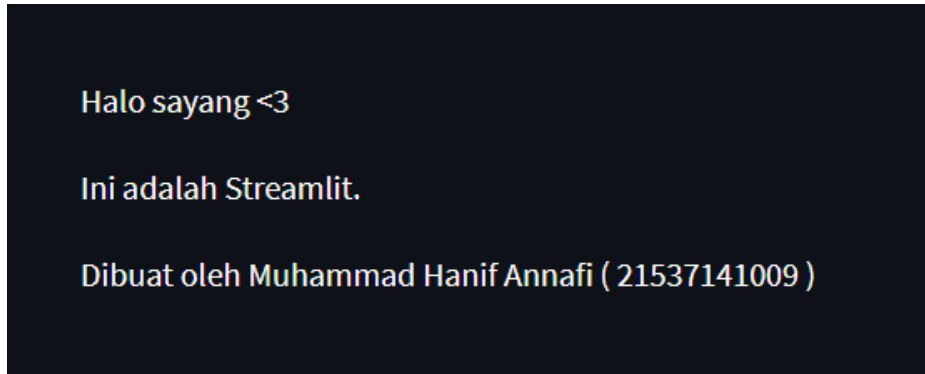 Halo sayang <3
Ini adalah Streamlit.
Dibuat oleh Muhammad Hanif Annafi ( 21537141009 )